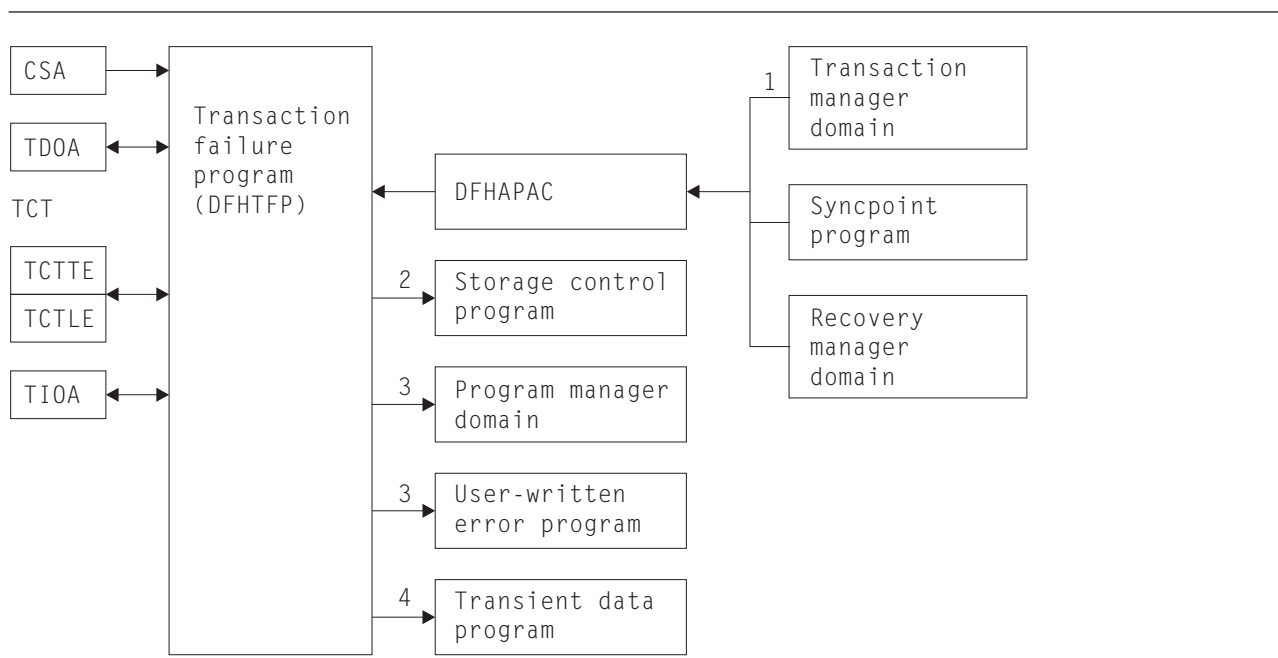 CSA
TDOA
TCT
TCTTE
TCTLE
TIOA
Transaction
failure
program
(DFHTFP)
DFHAPAC
2
Storage control
program
3
Program manager
domain
3
User-written
error program
4
Transient data
program
1
Transaction
manager
domain
Syncpoint
program
Recovery
manager
domain